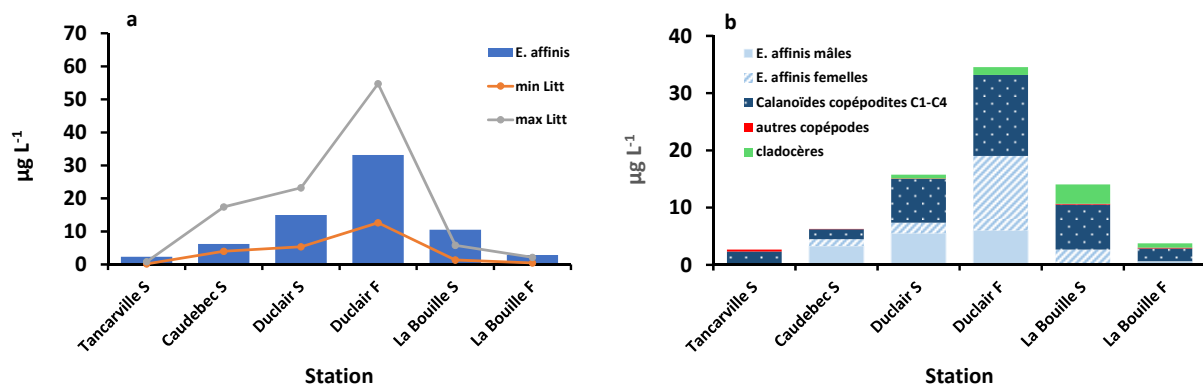 a
70
60
50
40
30
20
10
0
µg L-1
E. affinis
min Litt
max Litt
Tancarville S
Caudebec S
Duclair S
Duclair F
La Bouille S
La Bouille F
Station
b
40
30
20
10
0
µg L-1
E. affinis mâles
E. affinis femelles
Calanoïdes copépodites C1-C4
autres copépodes
cladocères
Tancarville S
Caudebec S
Duclair S
Duclair F
La Bouille S
La Bouille F
Station